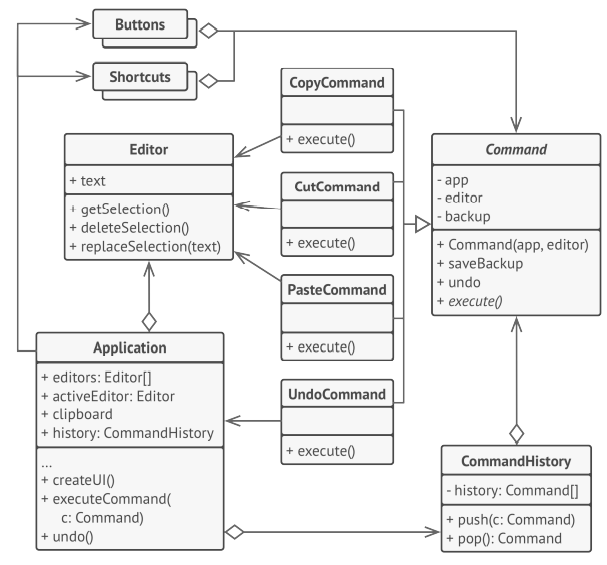 Buttons
Shortcuts
CopyCommand
+ execute()
Editor
+ text
+ getSelection()
+ deleteSelection()
+ replaceSelection(text)
Command
- app
- editor
- backup
+ Command(app, editor)
+ saveBackup
+ undo
+ execute()
CutCommand
+ execute()
PasteCommand
+ execute()
Application
+ editors: Editor[]
+ activeEditor: Editor
+ clipboard
+ history: CommandHistory
...
+ createUI()
+ executeCommand(
c: Command)
+ undo()
UndoCommand
+ execute()
CommandHistory
- history: Command[]
+ push(c: Command)
+ pop(): Command